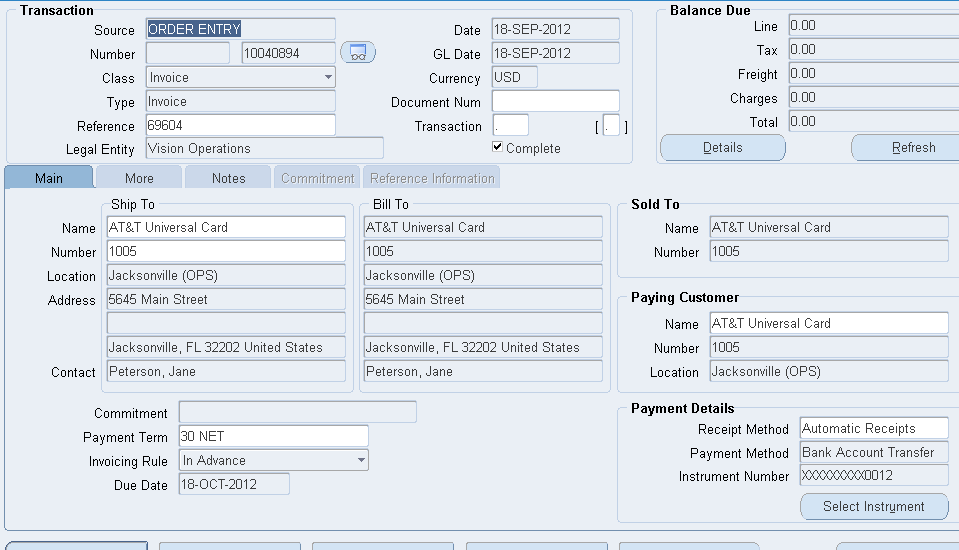 Transaction
Source ORDER ENTRY
Number 10040894
Class Invoice
Type Invoice
Reference 69604
Legal Entity Vision Operations
Date 18-SEP-2012
GL Date 18-SEP-2012
Currency USD
Document Num
Transaction . [ . ]
Complete
Balance Due
Line 0.00
Tax 0.00
Freight 0.00
Charges 0.00
Total 0.00
Details Refresh
Main More Notes Commitment Reference Information
Ship To
Name AT&T Universal Card
Number 1005
Location Jacksonville (OPS)
Address 5645 Main Street
Jacksonville, FL 32202 United States
Contact Peterson, Jane
Bill To
AT&T Universal Card
1005
Jacksonville (OPS)
5645 Main Street
Jacksonville, FL 32202 United States
Peterson, Jane
Sold To
Name AT&T Universal Card
Number 1005
Paying Customer
Name AT&T Universal Card
Number 1005
Location Jacksonville (OPS)
Commitment
Payment Term 30 NET
Invoicing Rule In Advance
Due Date 18-OCT-2012
Payment Details
Receipt Method Automatic Receipts
Payment Method Bank Account Transfer
Instrument Number XXXXXXXXX0012
Select Instrument